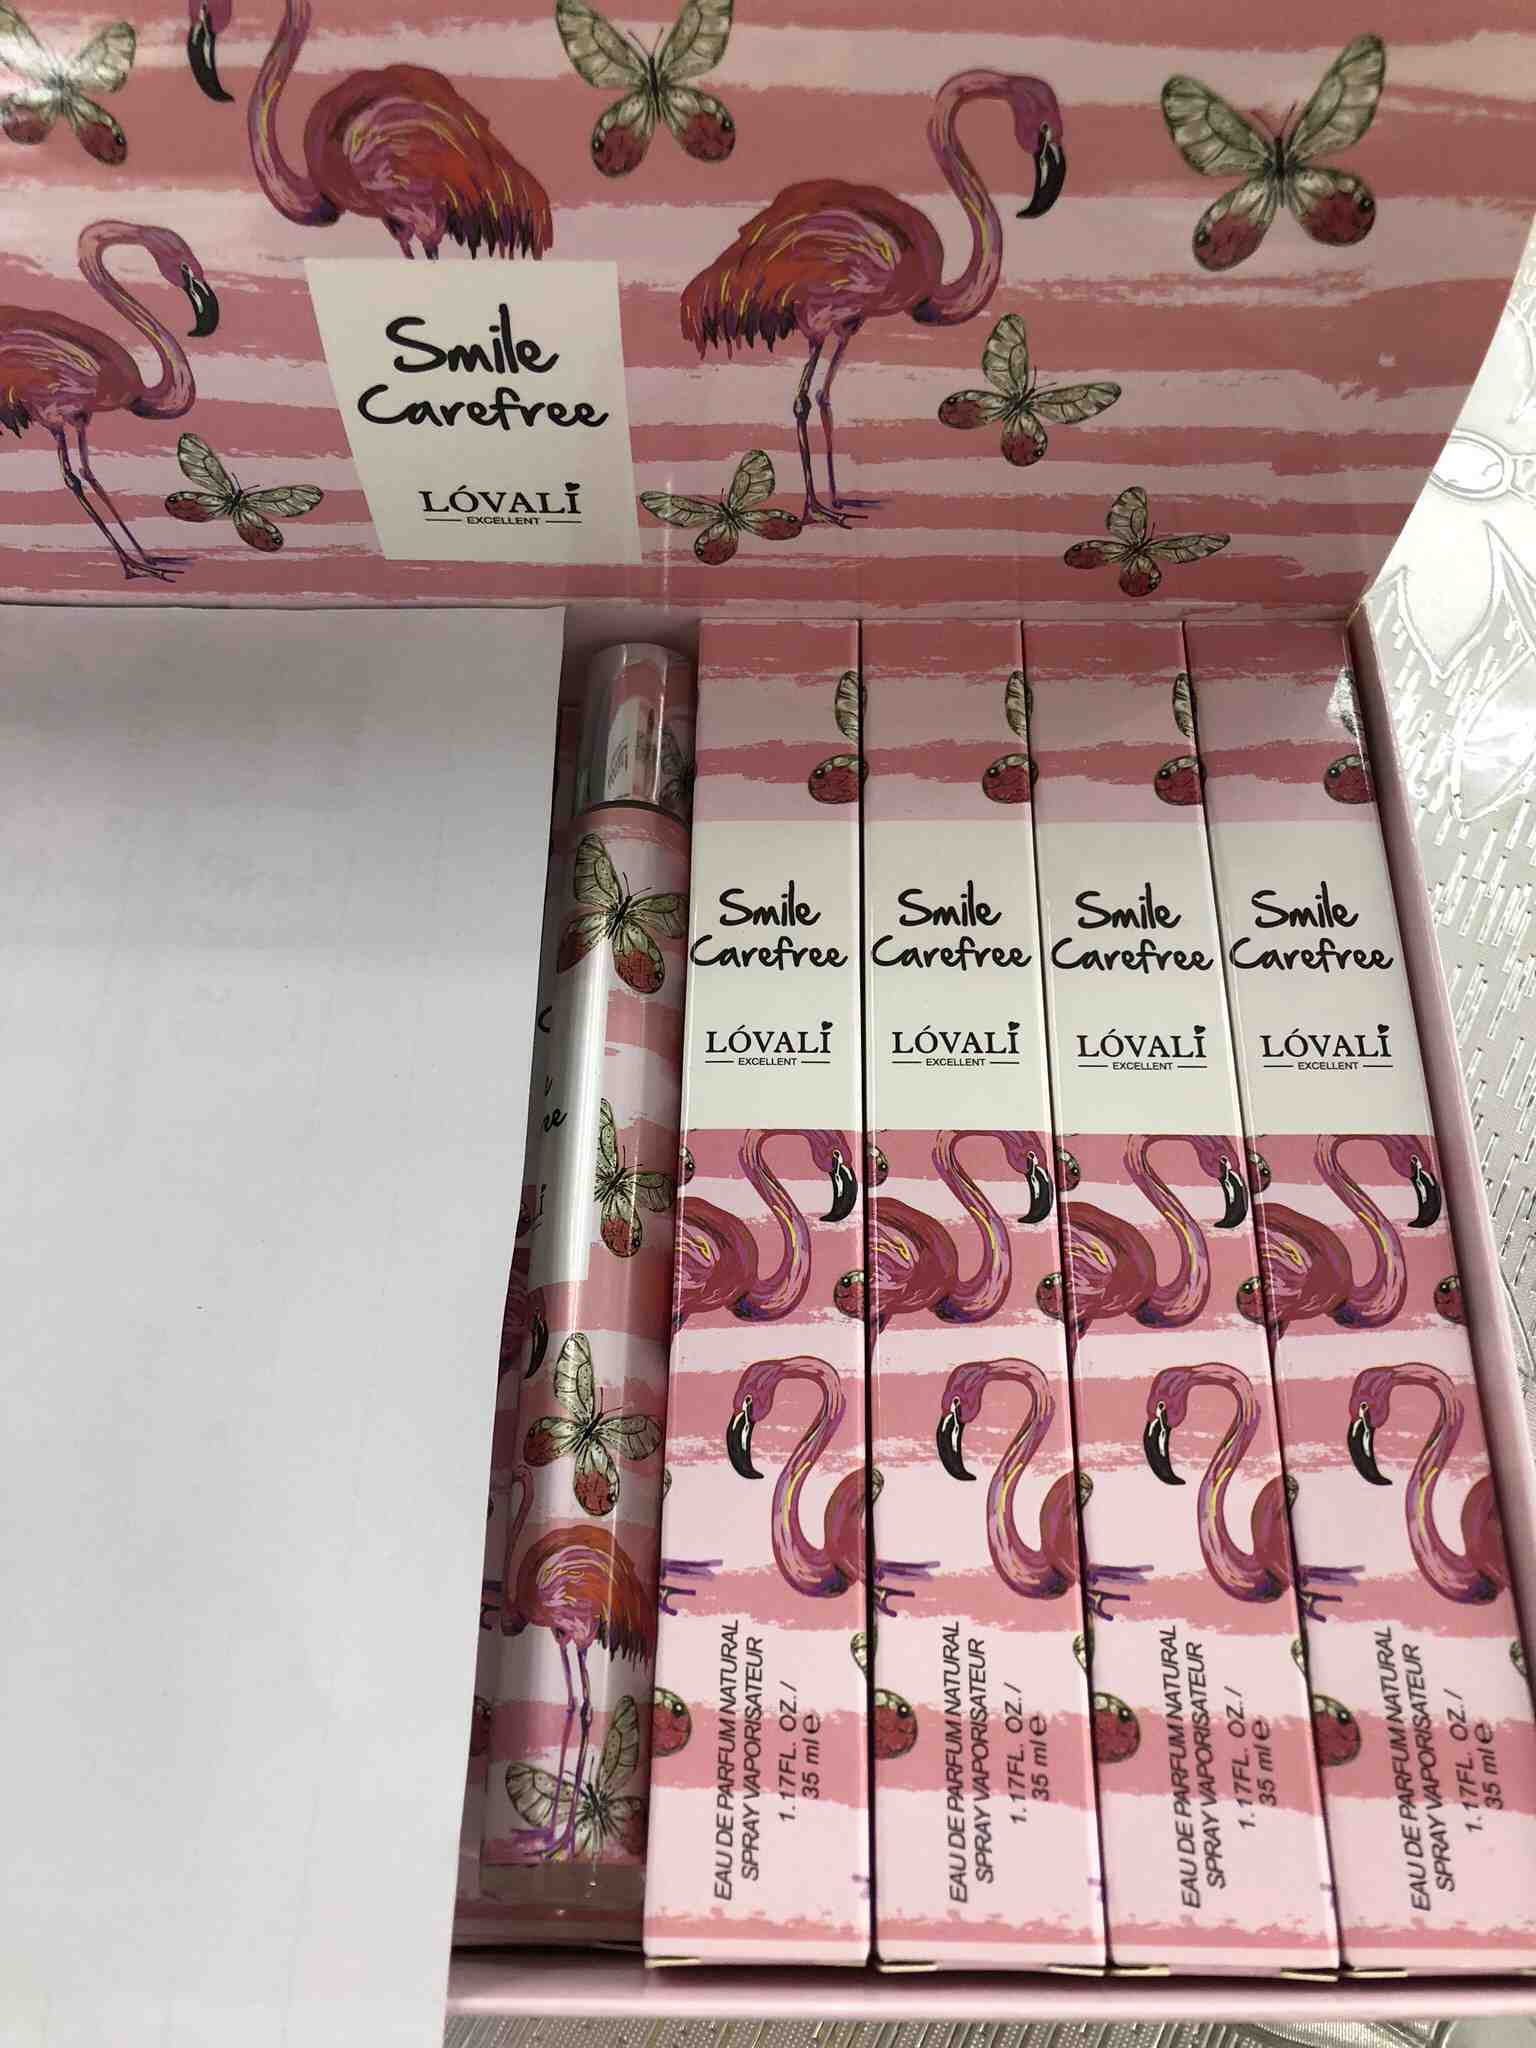 Smile
Carefree
LÓVALI
EXCELLENT
ee
Smile
Carefree
LÓVALI
EXCELLENT
EAU DE PARFUM NATURAL
SPRAY VAPORISATEUR
1.17FL. OZ./
35 ml e
Smile
Carefree
LÓVALI
EXCELLENT
EAU DE PARFUM NATURAL
SPRAY VAPORISATEUR
1.17FL. OZ./
35 ml e
Smile
Carefree
LÓVALI
EXCELLENT
EAU DE PARFUM NATURAL
SPRAY VAPORISATEUR
1.17FL. OZ./
35 ml e
Smile
Carefree
LÓVALI
EXCELLENT
EAU DE PARFUM NATURAL
SPRAY VAPORISATEUR
1.17FL. OZ./
35 ml e